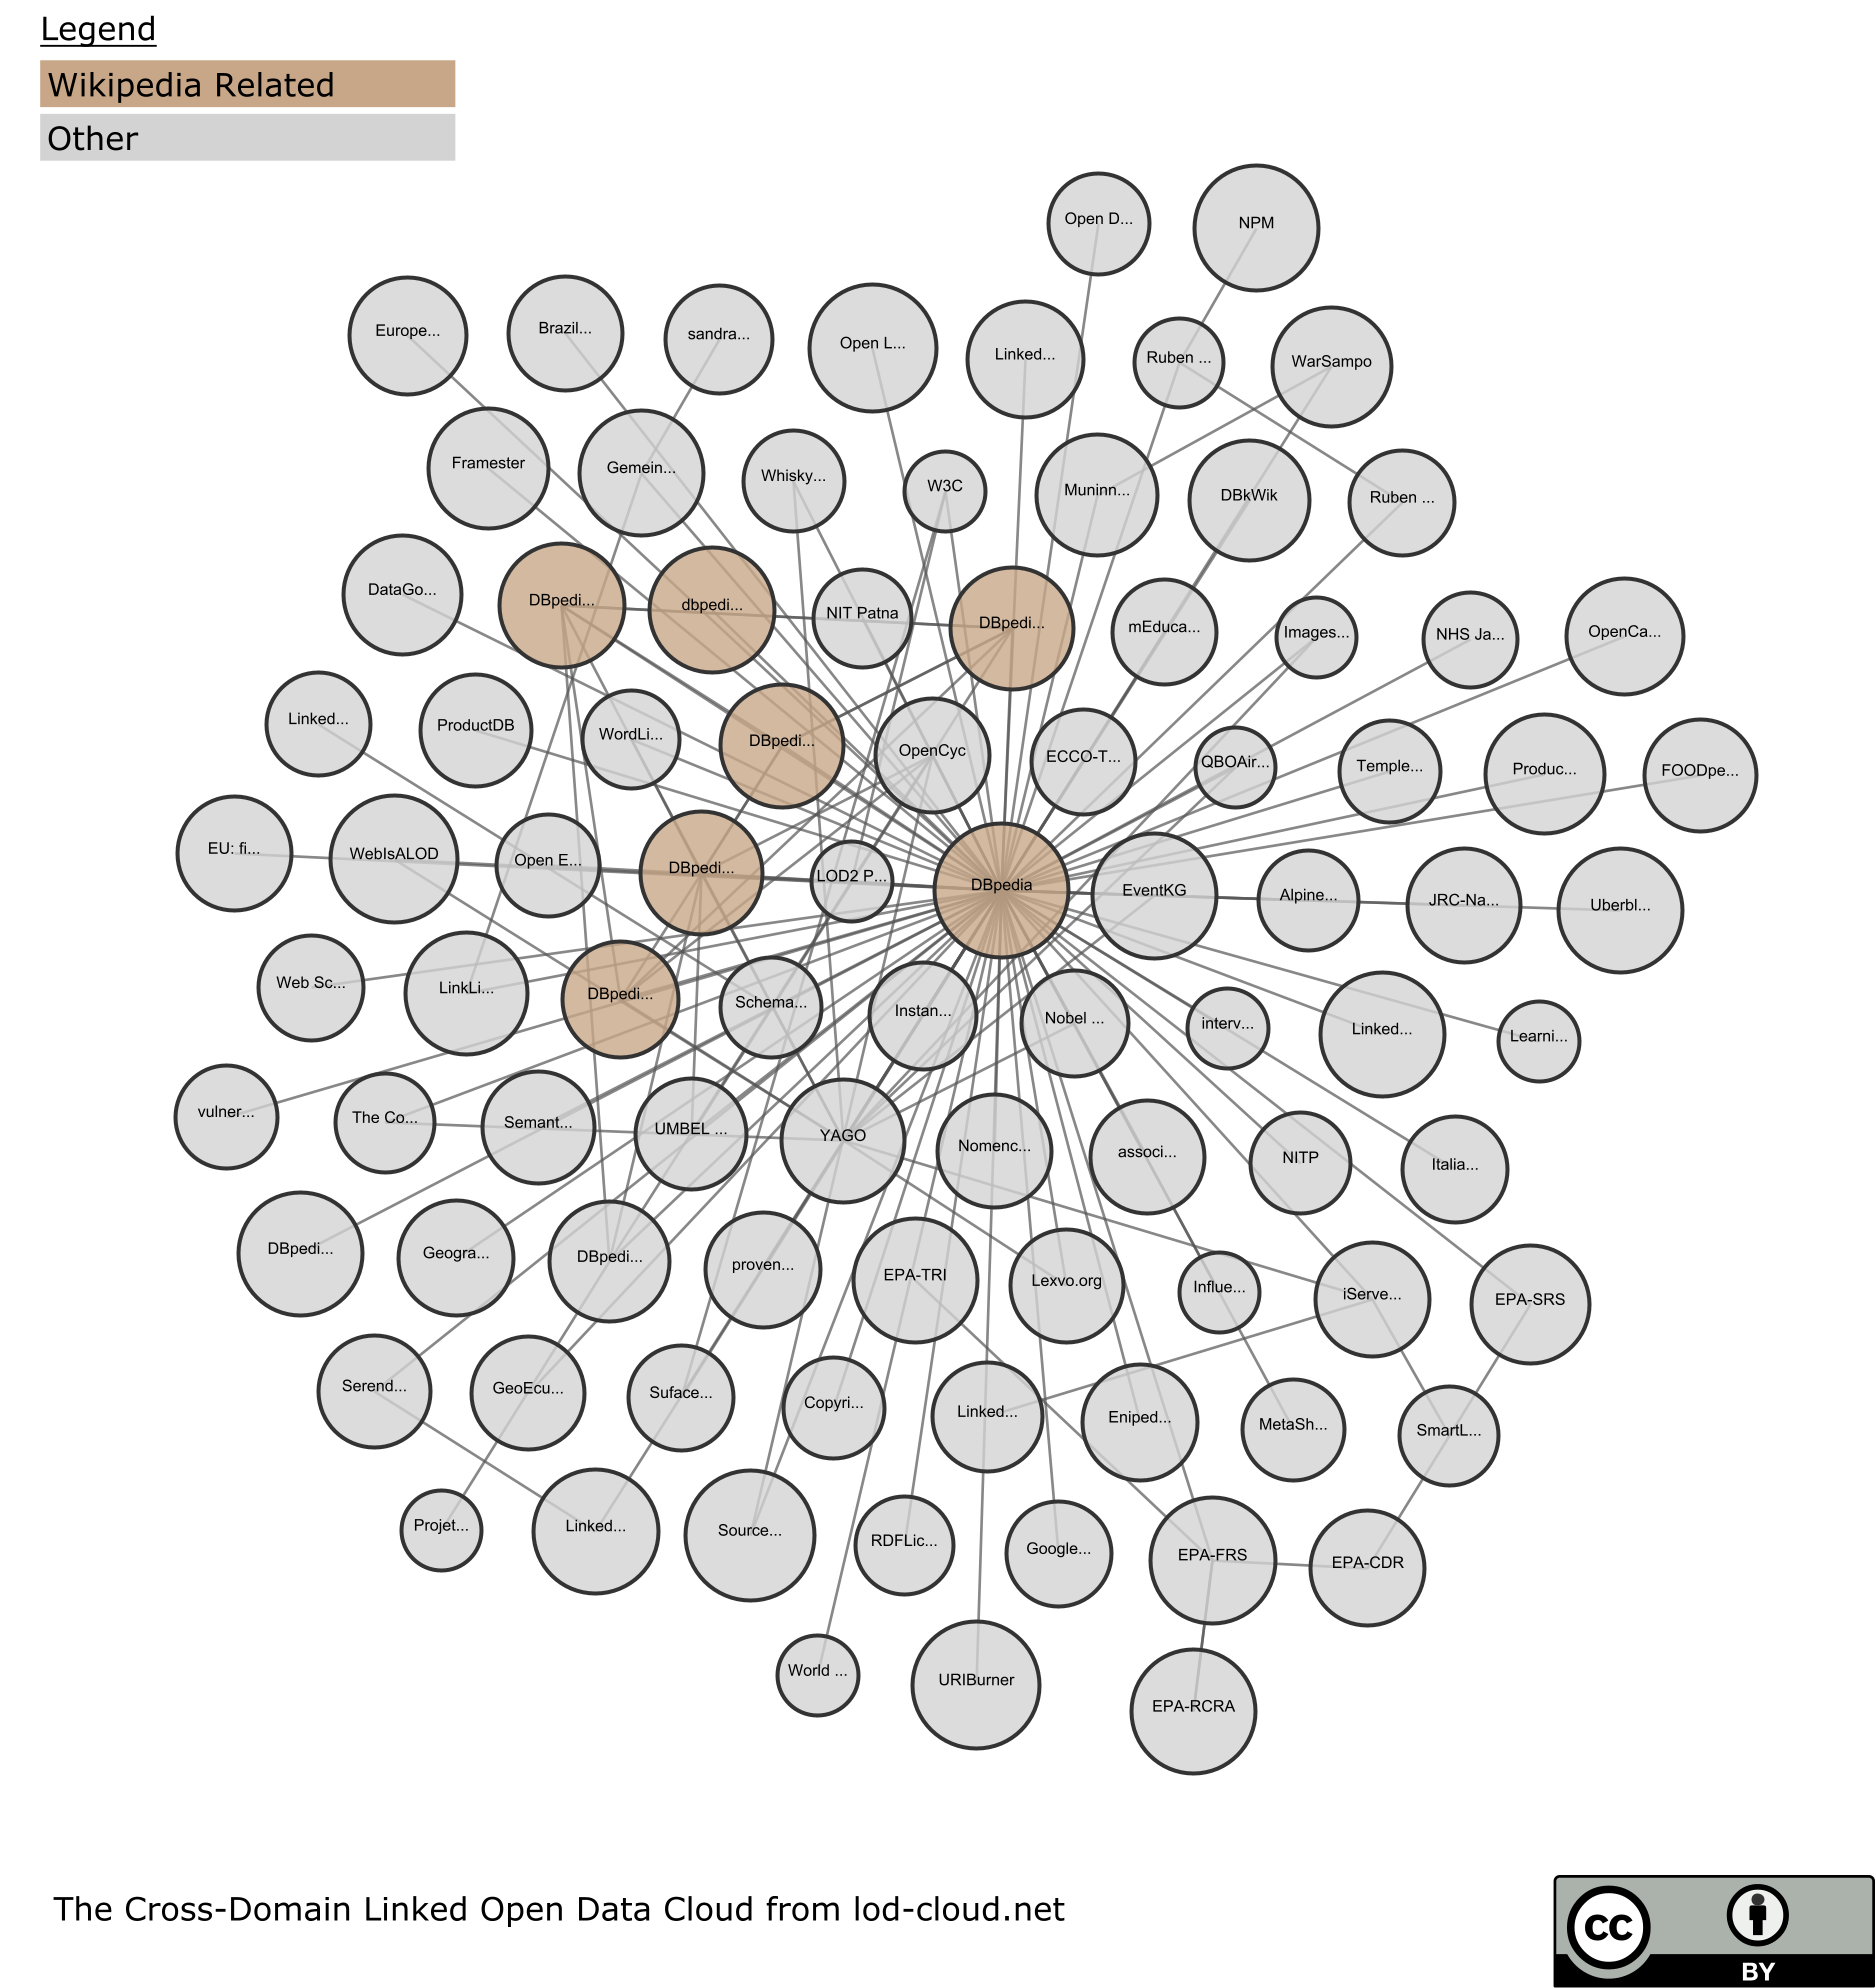 Legend
Wikipedia Related
Other
Open D...
NPM
Europe...
Brazil...
sandra...
Open L...
Linked...
Ruben ...
WarSampo
Framester
Gemein...
Whisky...
W3C
Muninn...
DBkWik
Ruben ...
DataGo...
DBpedi...
dbpedi...
NIT Patna
DBpedi...
mEduca...
Images...
NHS Ja...
OpenCa...
Linked...
ProductDB
WordLi...
DBpedi...
OpenCyc
ECCO-T...
QBOAir...
Temple...
Produc...
FOODpe...
EU: fi...
WebIsALOD
Open E...
DBpedi...
LOD2 P...
DBpedia
EventKG
Alpine...
JRC-Na...
Uberbl...
Web Sc...
LinkLi...
DBpedi...
Schema...
Instan...
Nobel ...
interv...
Linked...
Learni...
vulner...
The Co...
Semant...
UMBEL ...
YAGO
Nomenc...
associ...
NITP
Italia...
DBpedi...
Geogra...
DBpedi...
proven...
EPA-TRI
Lexvo.org
Influe...
iServe...
EPA-SRS
Serend...
GeoEcu...
Suface...
Copyri...
Linked...
Eniped...
MetaSh...
SmartL...
Projet...
Linked...
Source...
RDFLic...
Google...
EPA-FRS
EPA-CDR
World ...
URIBurner
EPA-RCRA
The Cross-Domain Linked Open Data Cloud from lod-cloud.net
cc
BY